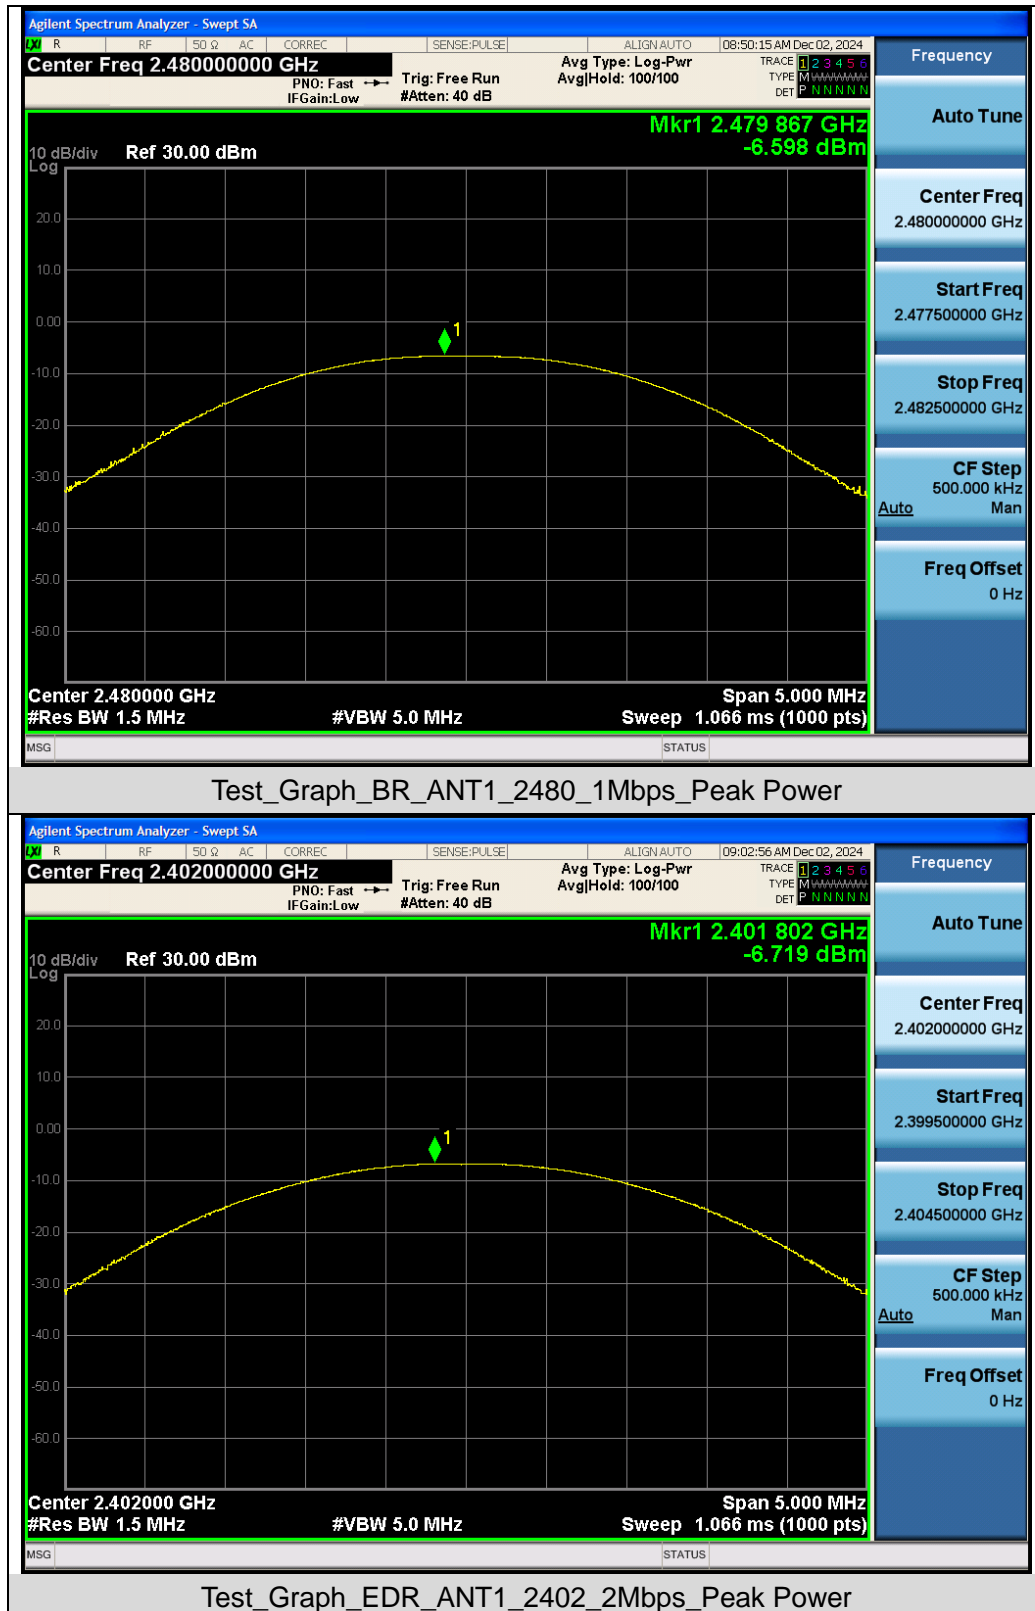 Agilent Spectrum Analyzer - Swept SA
LXI R RF 50 Ω AC CORREC SENSE:PULSE ALIGN AUTO 08:50:15 AM Dec 02, 2024
Center Freq 2.480000000 GHz
PNO: Fast
IFGain:Low
Trig: Free Run
#Atten: 40 dB
Avg Type: Log-Pwr
Avg|Hold: 100/100
TRACE 1 2 3 4 5 6
TYPE M
DET P N N N N N
Mkr1 2.479 867 GHz
-6.598 dBm
10 dB/div Ref 30.00 dBm
Log
20.0
10.0
0.00
1
-10.0
-20.0
-30.0
-40.0
-50.0
-60.0
Center 2.480000 GHz Span 5.000 MHz
#Res BW 1.5 MHz #VBW 5.0 MHz Sweep 1.066 ms (1000 pts)
MSG STATUS
Frequency
Auto Tune
Center Freq
2.480000000 GHz
Start Freq
2.477500000 GHz
Stop Freq
2.482500000 GHz
CF Step
500.000 kHz
Auto Man
Freq Offset
0 Hz
Test_Graph_BR_ANT1_2480_1Mbps_Peak Power
Agilent Spectrum Analyzer - Swept SA
LXI R RF 50 Ω AC CORREC SENSE:PULSE ALIGN AUTO 09:02:56 AM Dec 02, 2024
Center Freq 2.402000000 GHz
PNO: Fast
IFGain:Low
Trig: Free Run
#Atten: 40 dB
Avg Type: Log-Pwr
Avg|Hold: 100/100
TRACE 1 2 3 4 5 6
TYPE M
DET P N N N N N
Mkr1 2.401 802 GHz
-6.719 dBm
10 dB/div Ref 30.00 dBm
Log
20.0
10.0
0.00
1
-10.0
-20.0
-30.0
-40.0
-50.0
-60.0
Center 2.402000 GHz Span 5.000 MHz
#Res BW 1.5 MHz #VBW 5.0 MHz Sweep 1.066 ms (1000 pts)
MSG STATUS
Frequency
Auto Tune
Center Freq
2.402000000 GHz
Start Freq
2.399500000 GHz
Stop Freq
2.404500000 GHz
CF Step
500.000 kHz
Auto Man
Freq Offset
0 Hz
Test_Graph_EDR_ANT1_2402_2Mbps_Peak Power